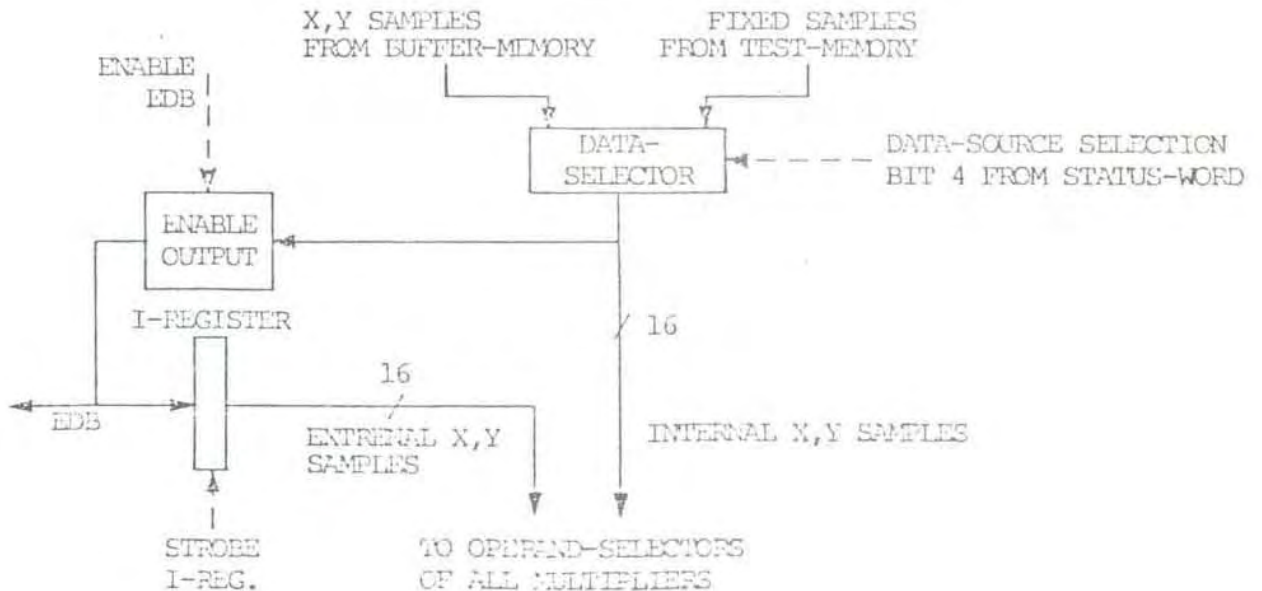 X,Y SAMPLES
FROM BUFFER-MEMORY
FIXED SAMPLES
FROM TEST-MEMORY
ENABLE
EDB
DATA-
SELECTOR
DATA-SOURCE SELECTION
BIT 4 FROM STATUS-WORD
ENABLE
OUTPUT
I-REGISTER
16
16
EDB
EXTRENAL X,Y
SAMPLES
INTERNAL X,Y SAMPLES
STROBE
I-REG.
TO OPERAND-SELECTORS
OF ALL MULTIPLIERS